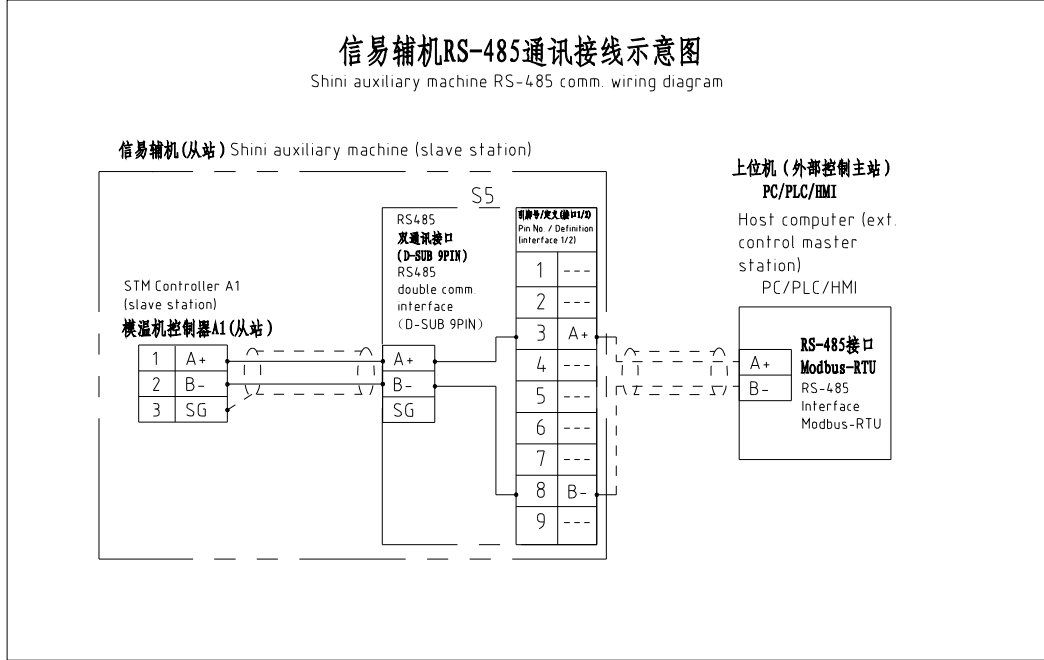 信易辅机RS-485通讯接线示意图
Shini auxiliary machine RS-485 comm. wiring diagram
信易辅机(从站) Shini auxiliary machine (slave station)
S5
RS485
双通讯接口
(D-SUB 9PIN)
RS485
double comm.
interface
(D-SUB 9PIN)
引脚号/定义(接口1/2)
Pin No. / Definition
(interface 1/2)
1 ---
2 ---
3 A+
4 ---
5 ---
6 ---
7 ---
8 B-
9 ---
STM Controller A1
(slave station)
模温机控制器A1(从站)
1 A+
2 B-
3 SG
A+
B-
SG
上位机(外部控制主站)
PC/PLC/HMI
Host computer (ext.
control master
station)
PC/PLC/HMI
A+
B-
RS-485接口
Modbus-RTU
RS-485
Interface
Modbus-RTU